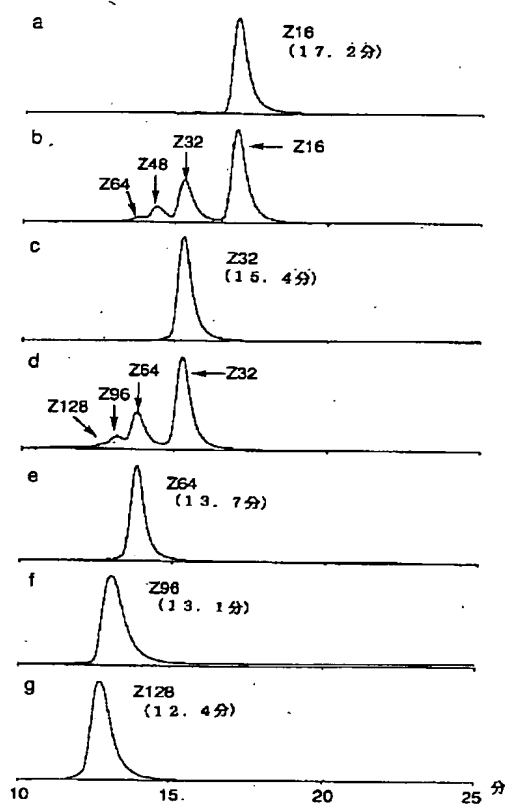 a
Z16
(17. 2分)
b
Z64
Z48
Z32
Z16
c
Z32
(15. 4分)
d
Z128
Z96
Z64
Z32
e
Z64
(13. 7分)
f
Z96
(13. 1分)
g
Z128
(12. 4分)
10 15. 20 25 分